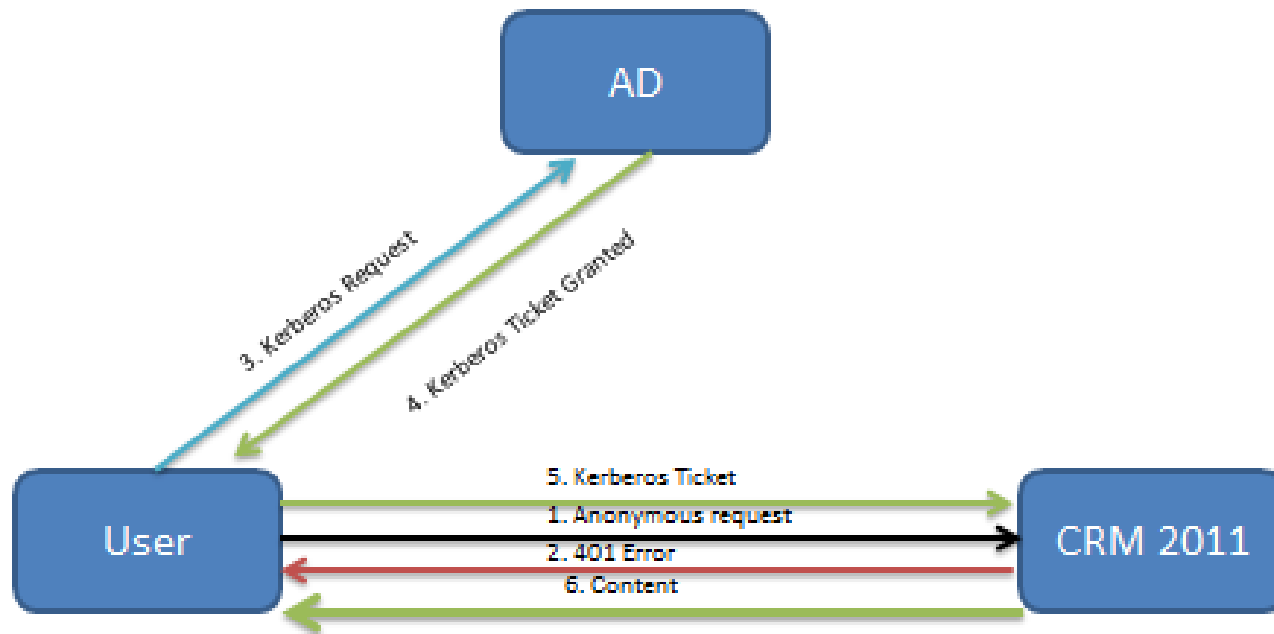 AD
3. Kerberos Request
4. Kerberos Ticket Granted
5. Kerberos Ticket
1. Anonymous request
2. 401 Error
6. Content
User
CRM 2011